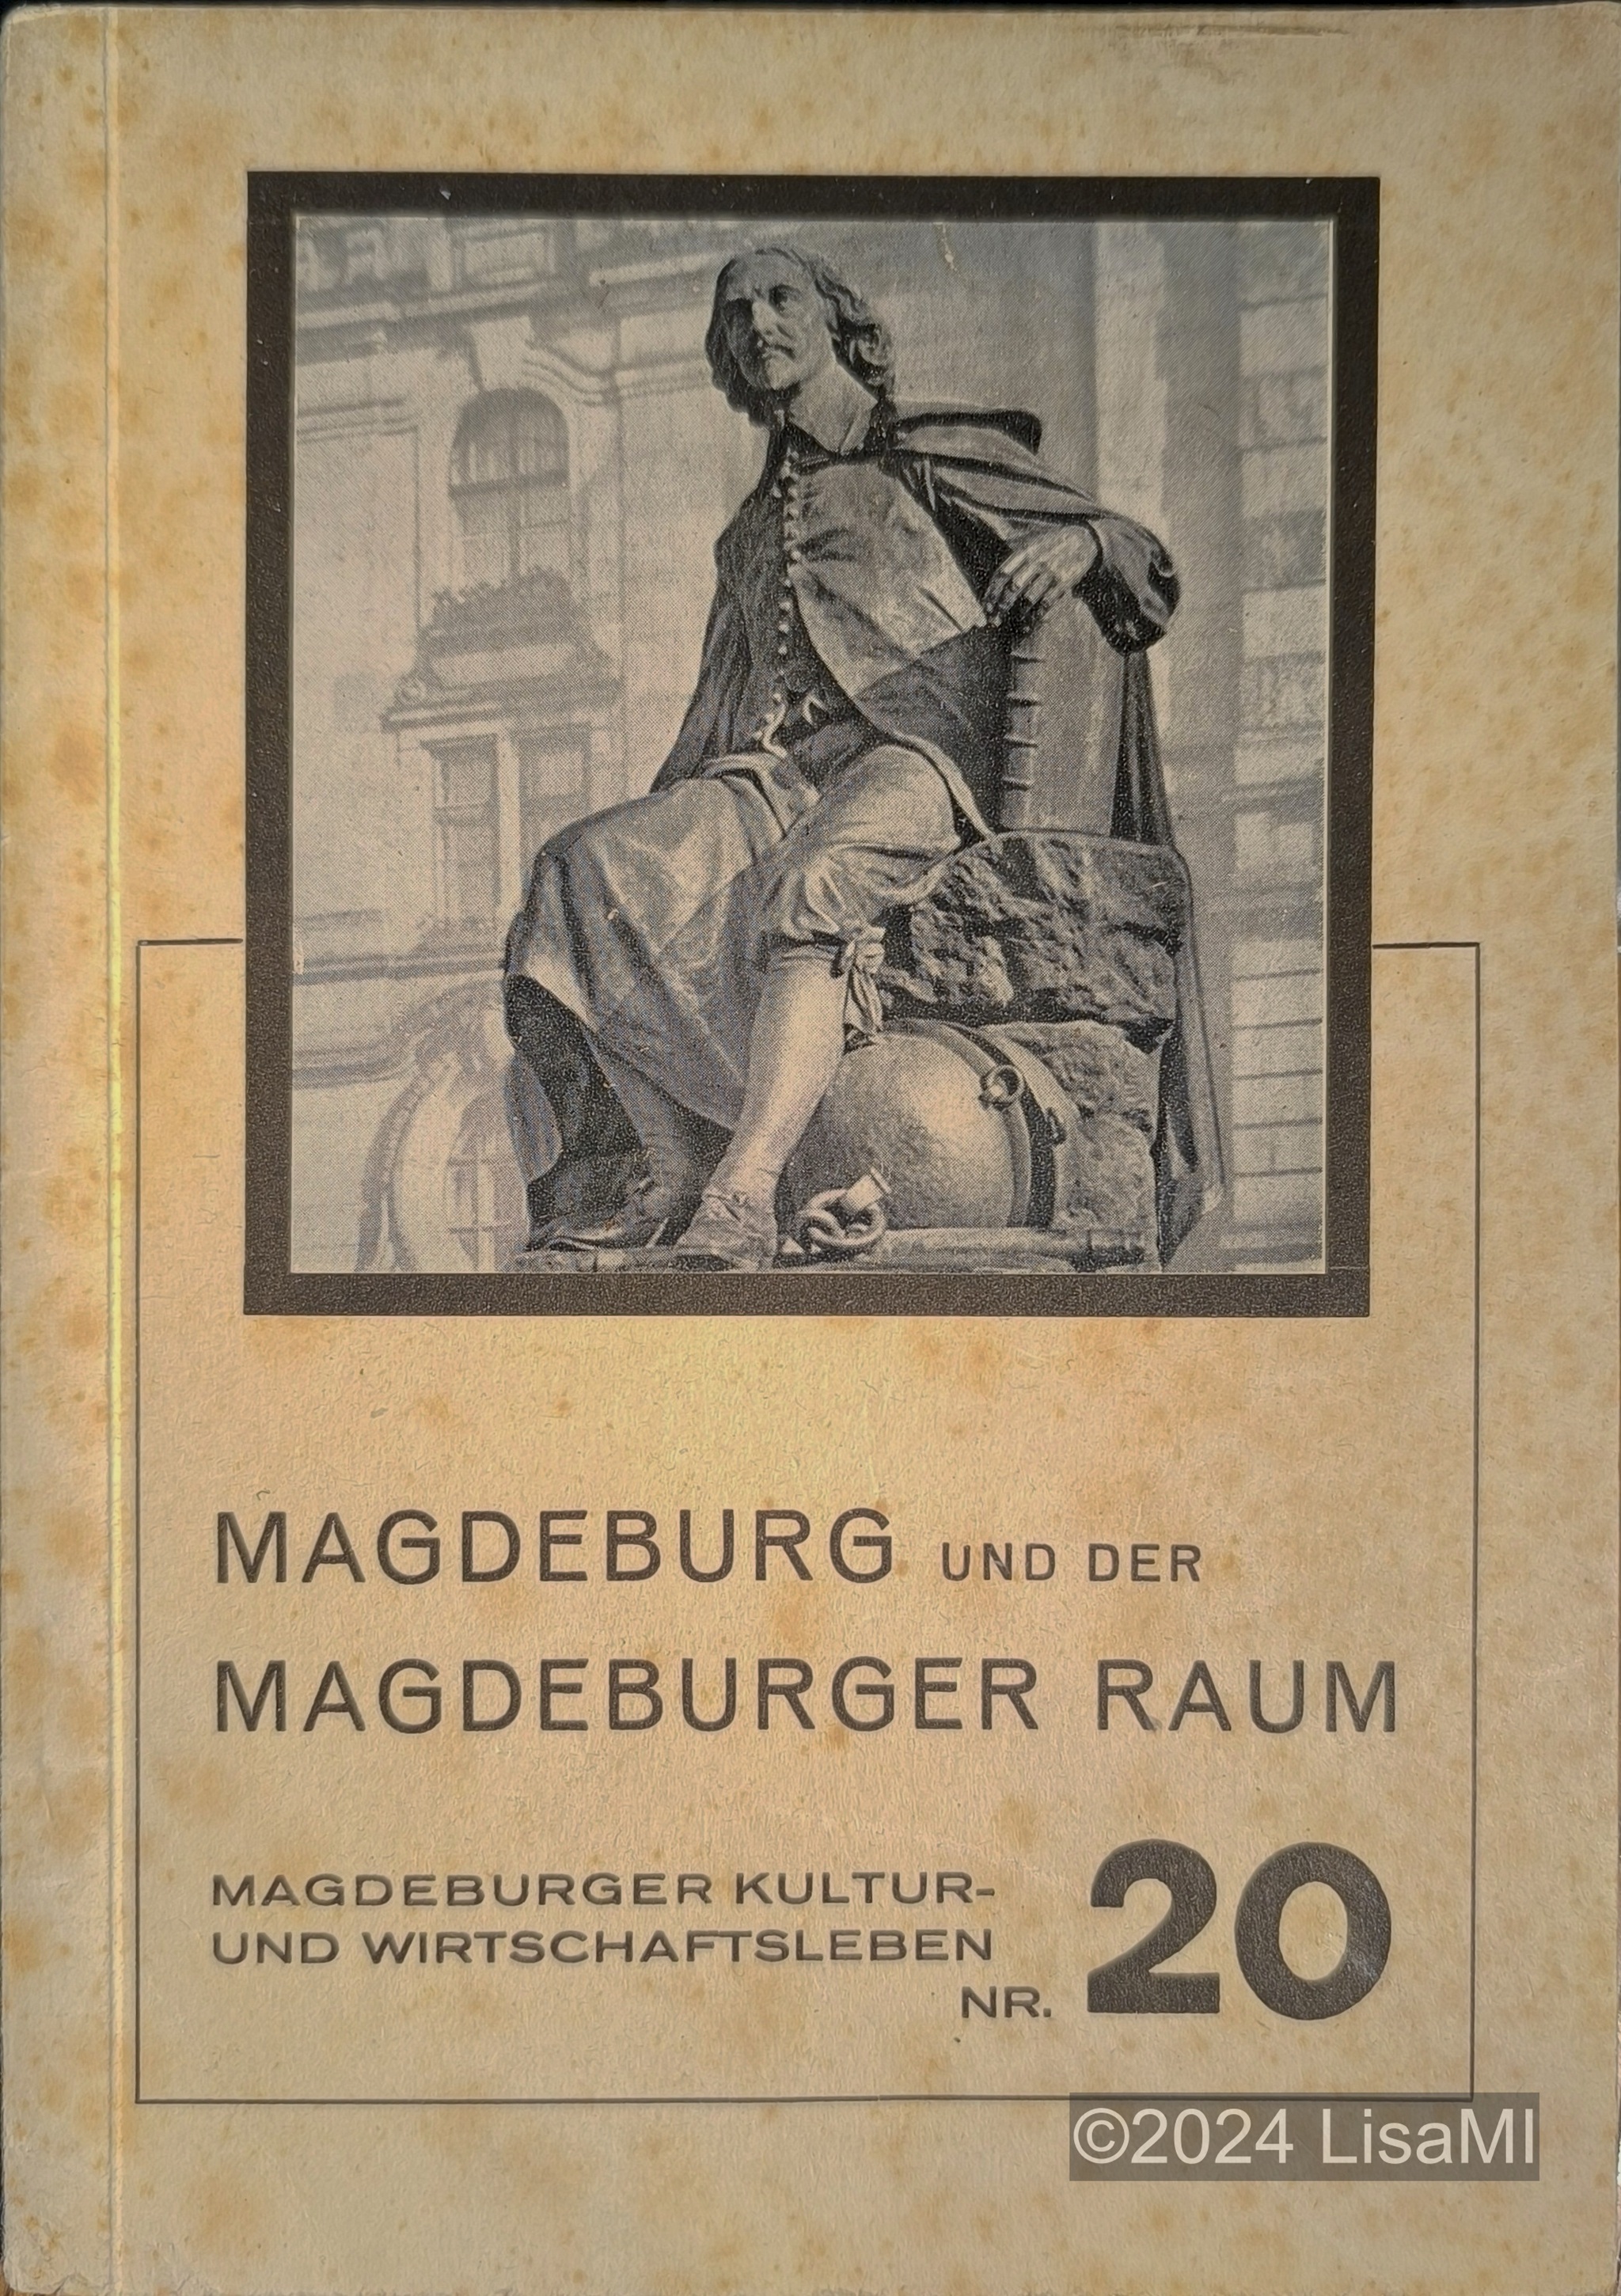 MAGDEBURG UND DER
MAGDEBURGER RAUM
MAGDEBURGER KULTUR-
UND WIRTSCHAFTSLEBEN
NR. 20
©2024 LisaMI